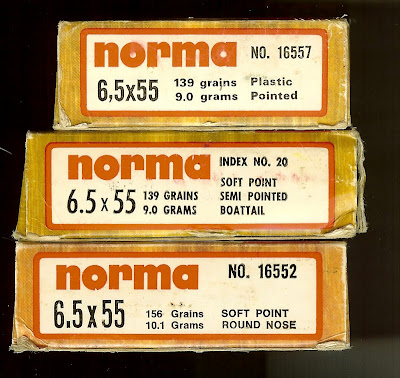 norma NO. 16557
6,5x55 139 grains Plastic
9.0 grams Pointed
norma INDEX NO. 20
SOFT POINT
6.5 x 55 139 GRAINS SEMI POINTED
9.0 GRAMS BOATTAIL
norma NO. 16552
6.5x55 156 Grains SOFT POINT
10.1 Grams ROUND NOSE